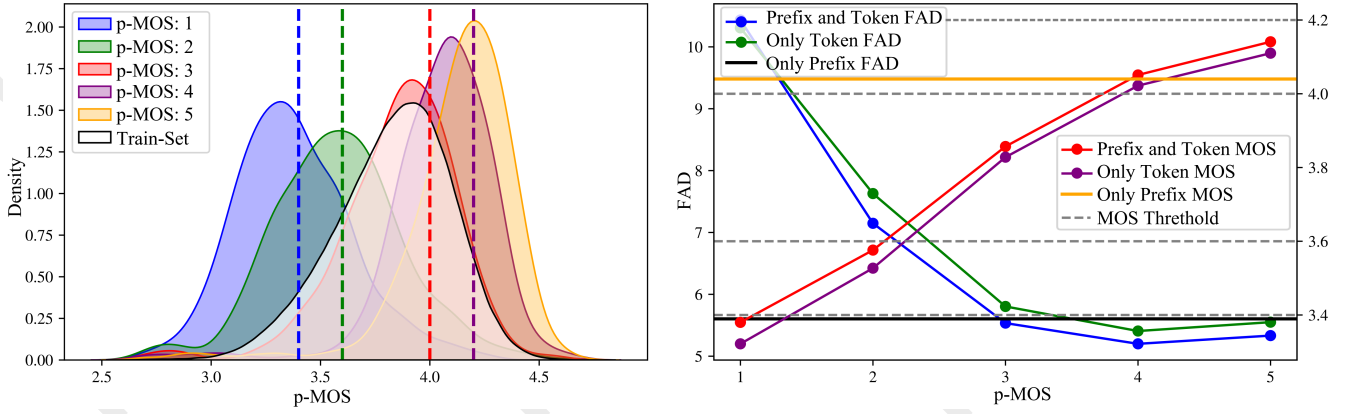 2.00
1.75
1.50
1.25
1.00
0.75
0.50
0.25
0.00
Density
p-MOS: 1
p-MOS: 2
p-MOS: 3
p-MOS: 4
p-MOS: 5
Train-Set
2.5 3.0 3.5 4.0 4.5
p-MOS
10
9
8
7
6
5
FAD
Prefix and Token FAD
Only Token FAD
Only Prefix FAD
Prefix and Token MOS
Only Token MOS
Only Prefix MOS
MOS Threthold
4.2
4.0
3.8
3.6
3.4
1 2 3 4 5
p-MOS